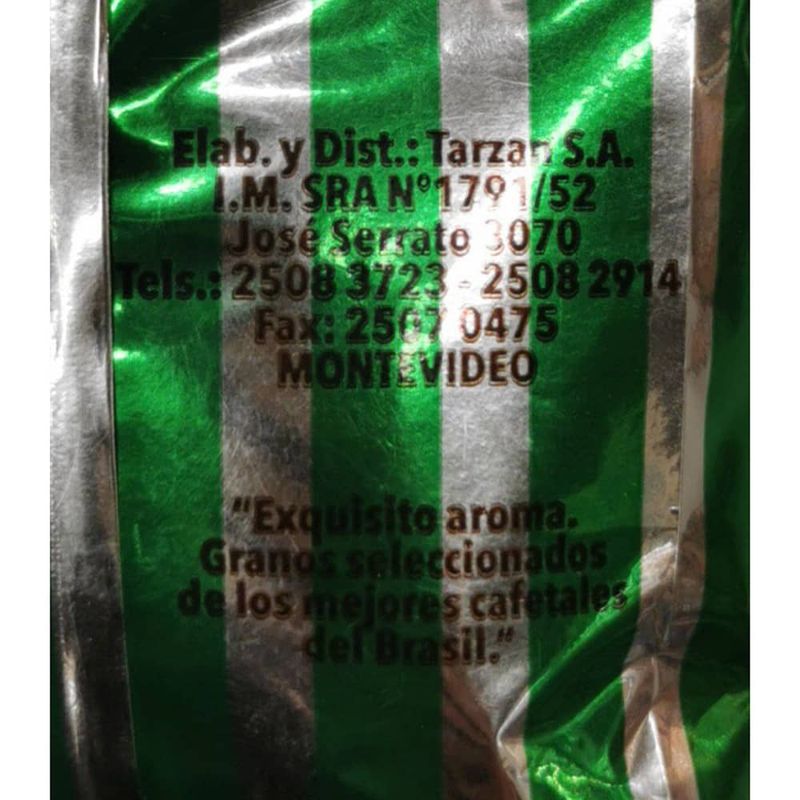 Elab. y Dist.: Tarzan S.A.
I.M. SRA N°1791/52
José Serrato 3070
Tels.: 2508 3723 - 2508 2914
Fax: 2507 0475
MONTEVIDEO
"Exquisito aroma.
Granos seleccionados
de los mejores cafetales
del Brasil."